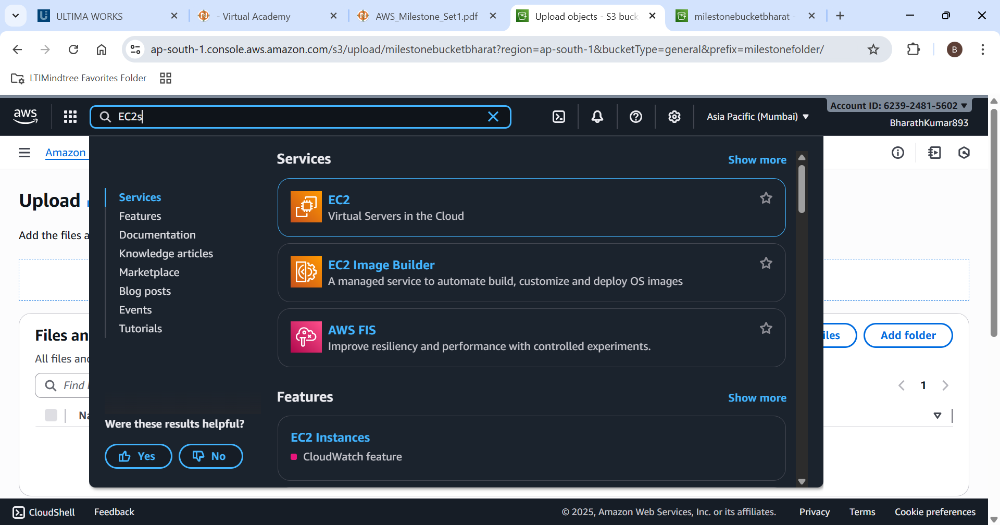 ULTIMA WORKS
- Virtual Academy
AWS_Milestone_Set1.pdf
Upload objects - S3 buck
milestonebucketbharat -
ap-south-1.console.aws.amazon.com/s3/upload/milestonebucketbharat?region=ap-south-1&bucketType=general&prefix=milestonefolder/
B
LTIMindtree Favorites Folder
aws
EC2s
Asia Pacific (Mumbai)
Account ID: 6239-2481-5602
BharathKumar893
Amazon
Upload
Add the files a
Files an
All files and
Find
Na
iles
Add folder
1
Services
Features
Documentation
Knowledge articles
Marketplace
Blog posts
Events
Tutorials
Were these results helpful?
Yes
No
Services
Show more
EC2
Virtual Servers in the Cloud
EC2 Image Builder
A managed service to automate build, customize and deploy OS images
AWS FIS
Improve resiliency and performance with controlled experiments.
Features
Show more
EC2 Instances
CloudWatch feature
CloudShell
Feedback
© 2025, Amazon Web Services, Inc. or its affiliates.
Privacy
Terms
Cookie preferences